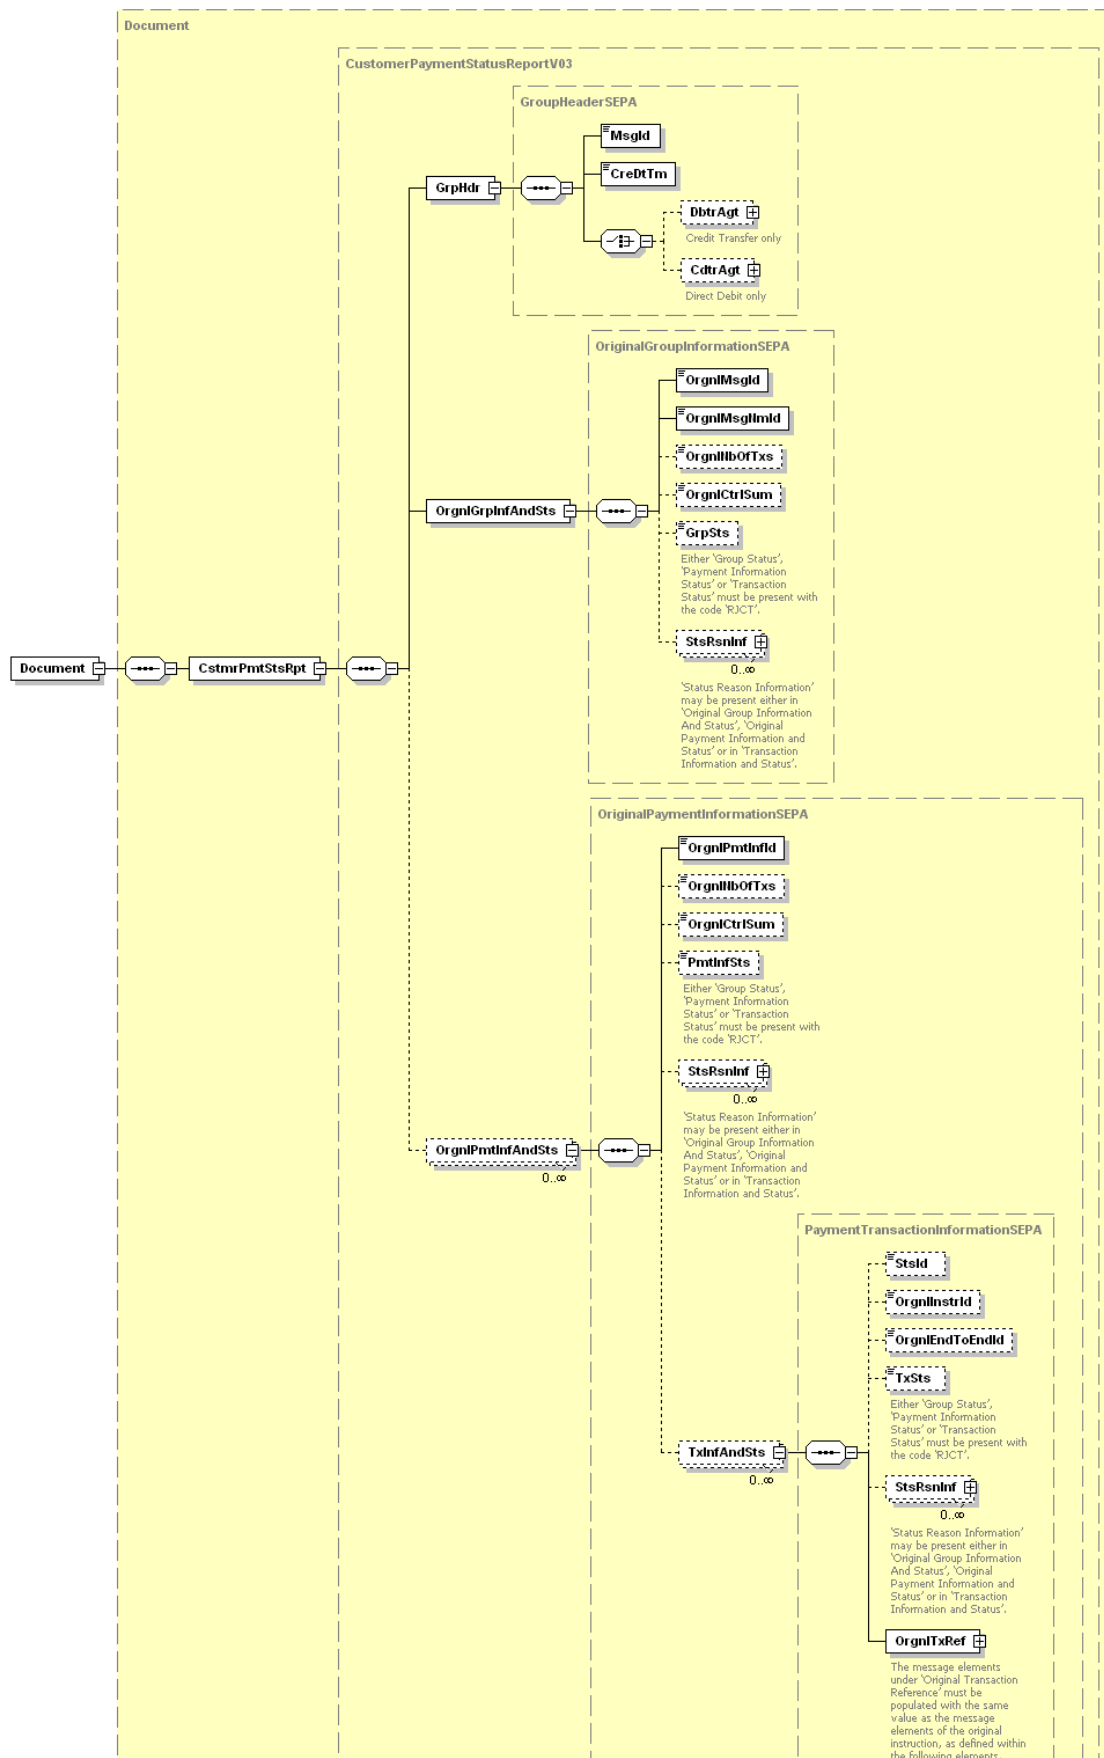 Document
CustomerPaymentStatusReportV03
GroupHeaderSEPA
MsgId
CreDtTm
GrpHdr
DbtrAgt
Credit Transfer only
CdtrAgt
Direct Debit only
OriginalGroupInformationSEPA
OrgnlMsgId
OrgnlMsgNmId
OrgnlNbOfTxs
OrgnlCtrlSum
OrgnlGrpInfAndSts
GrpSts
Either 'Group Status',
'Payment Information
Status' or 'Transaction
Status' must be present with
the code 'RJCT'.
StsRsnInf
0..∞
'Status Reason Information'
may be present either in
'Original Group Information
And Status', 'Original
Payment Information and
Status' or in 'Transaction
Information and Status'.
Document
CstmrPmtStsRpt
OriginalPaymentInformationSEPA
OrgnlPmtInfId
OrgnlNbOfTxs
OrgnlCtrlSum
PmtInfSts
Either 'Group Status',
'Payment Information
Status' or 'Transaction
Status' must be present with
the code 'RJCT'.
StsRsnInf
0..∞
'Status Reason Information'
may be present either in
'Original Group Information
And Status', 'Original
Payment Information and
Status' or in 'Transaction
Information and Status'.
OrgnlPmtInfAndSts
0..∞
PaymentTransactionInformationSEPA
StsId
OrgnlInstrId
OrgnlEndToEndId
TxSts
Either 'Group Status',
'Payment Information
Status' or 'Transaction
Status' must be present with
the code 'RJCT'.
TxInfAndSts
0..∞
StsRsnInf
0..∞
'Status Reason Information'
may be present either in
'Original Group Information
And Status', 'Original
Payment Information and
Status' or in 'Transaction
Information and Status'.
OrgnlTxRef
The message elements
under 'Original Transaction
Reference' must be
populated with the same
value as the message
elements of the original
instruction, as defined within
the following elements.